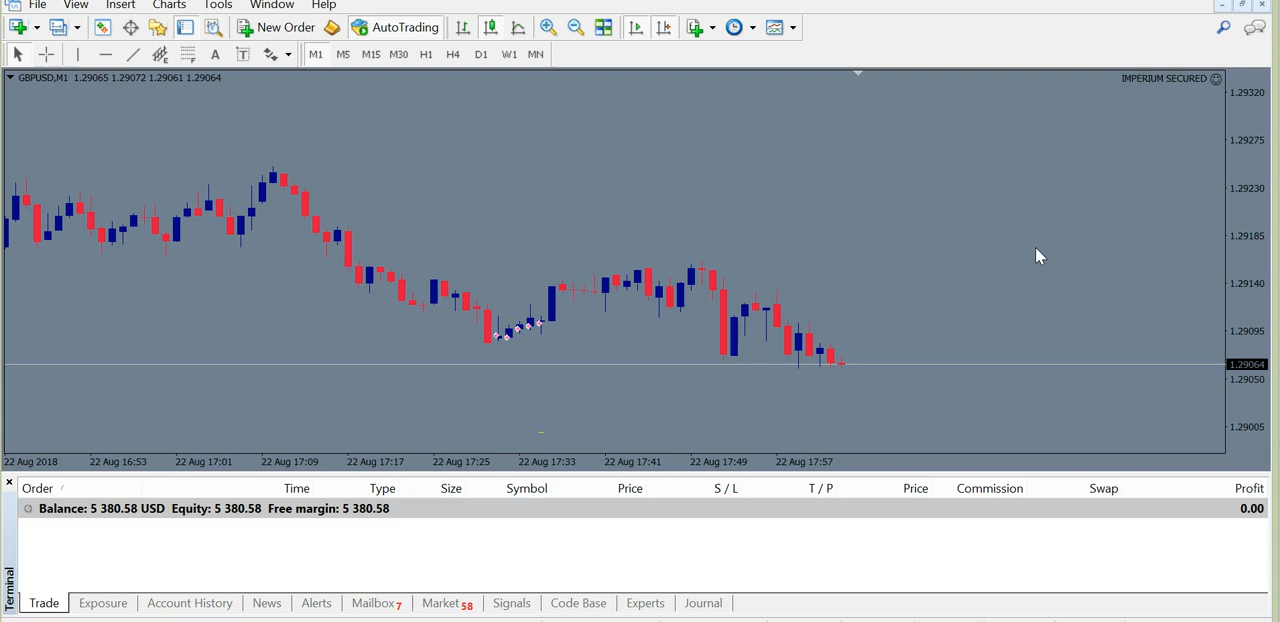 File View Insert Charts Tools Window Help
New Order AutoTrading
A T M1 M5 M15 M30 H1 H4 D1 W1 MN
GBPUSD,M1 1.29065 1.29072 1.29061 1.29064
IMPERIUM SECURED
1.29320
1.29275
1.29230
1.29185
1.29140
1.29095
1.29064
1.29050
1.29005
22 Aug 2018 22 Aug 16:53 22 Aug 17:01 22 Aug 17:09 22 Aug 17:17 22 Aug 17:25 22 Aug 17:33 22 Aug 17:41 22 Aug 17:49 22 Aug 17:57
Order / Time Type Size Symbol Price S / L T / P Price Commission Swap Profit
Balance: 5 380.58 USD Equity: 5 380.58 Free margin: 5 380.58 0.00
Terminal
Trade Exposure Account History News Alerts Mailbox 7 Market 58 Signals Code Base Experts Journal